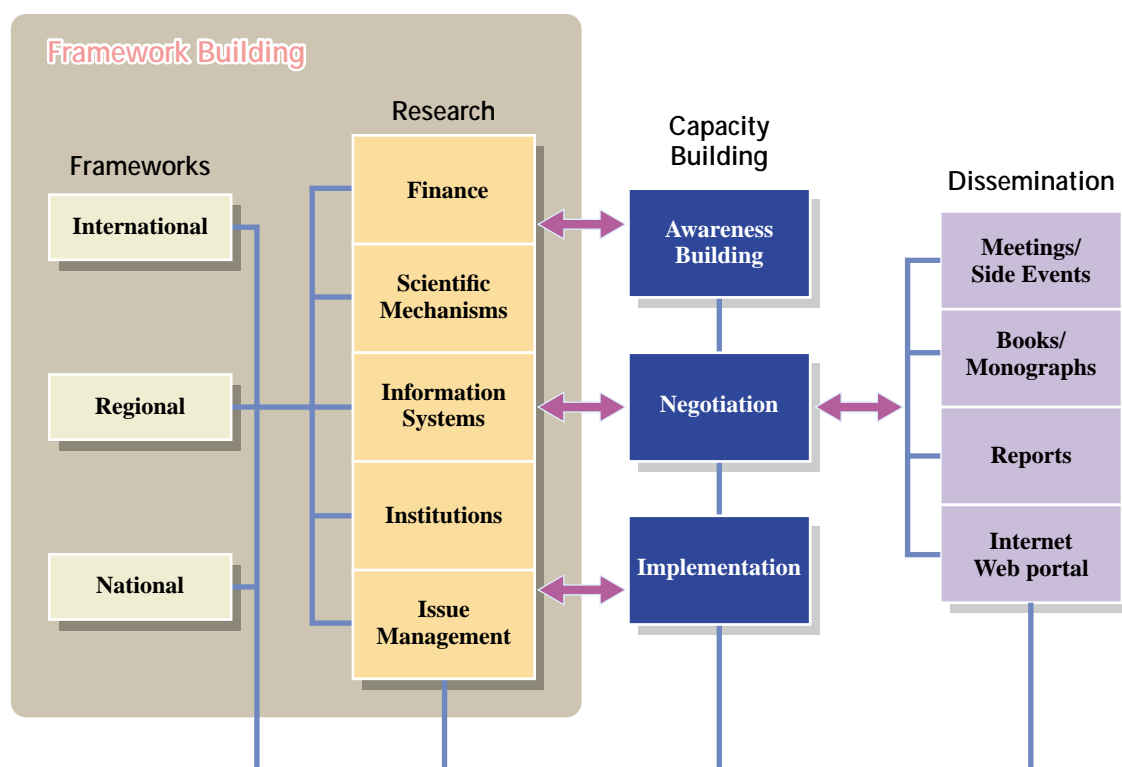 Framework Building
Frameworks
International
Regional
National
Research
Finance
Scientific
Mechanisms
Information
Systems
Institutions
Issue
Management
Capacity
Building
Awareness
Building
Negotiation
Implementation
Dissemination
Meetings/
Side Events
Books/
Monographs
Reports
Internet
Web portal